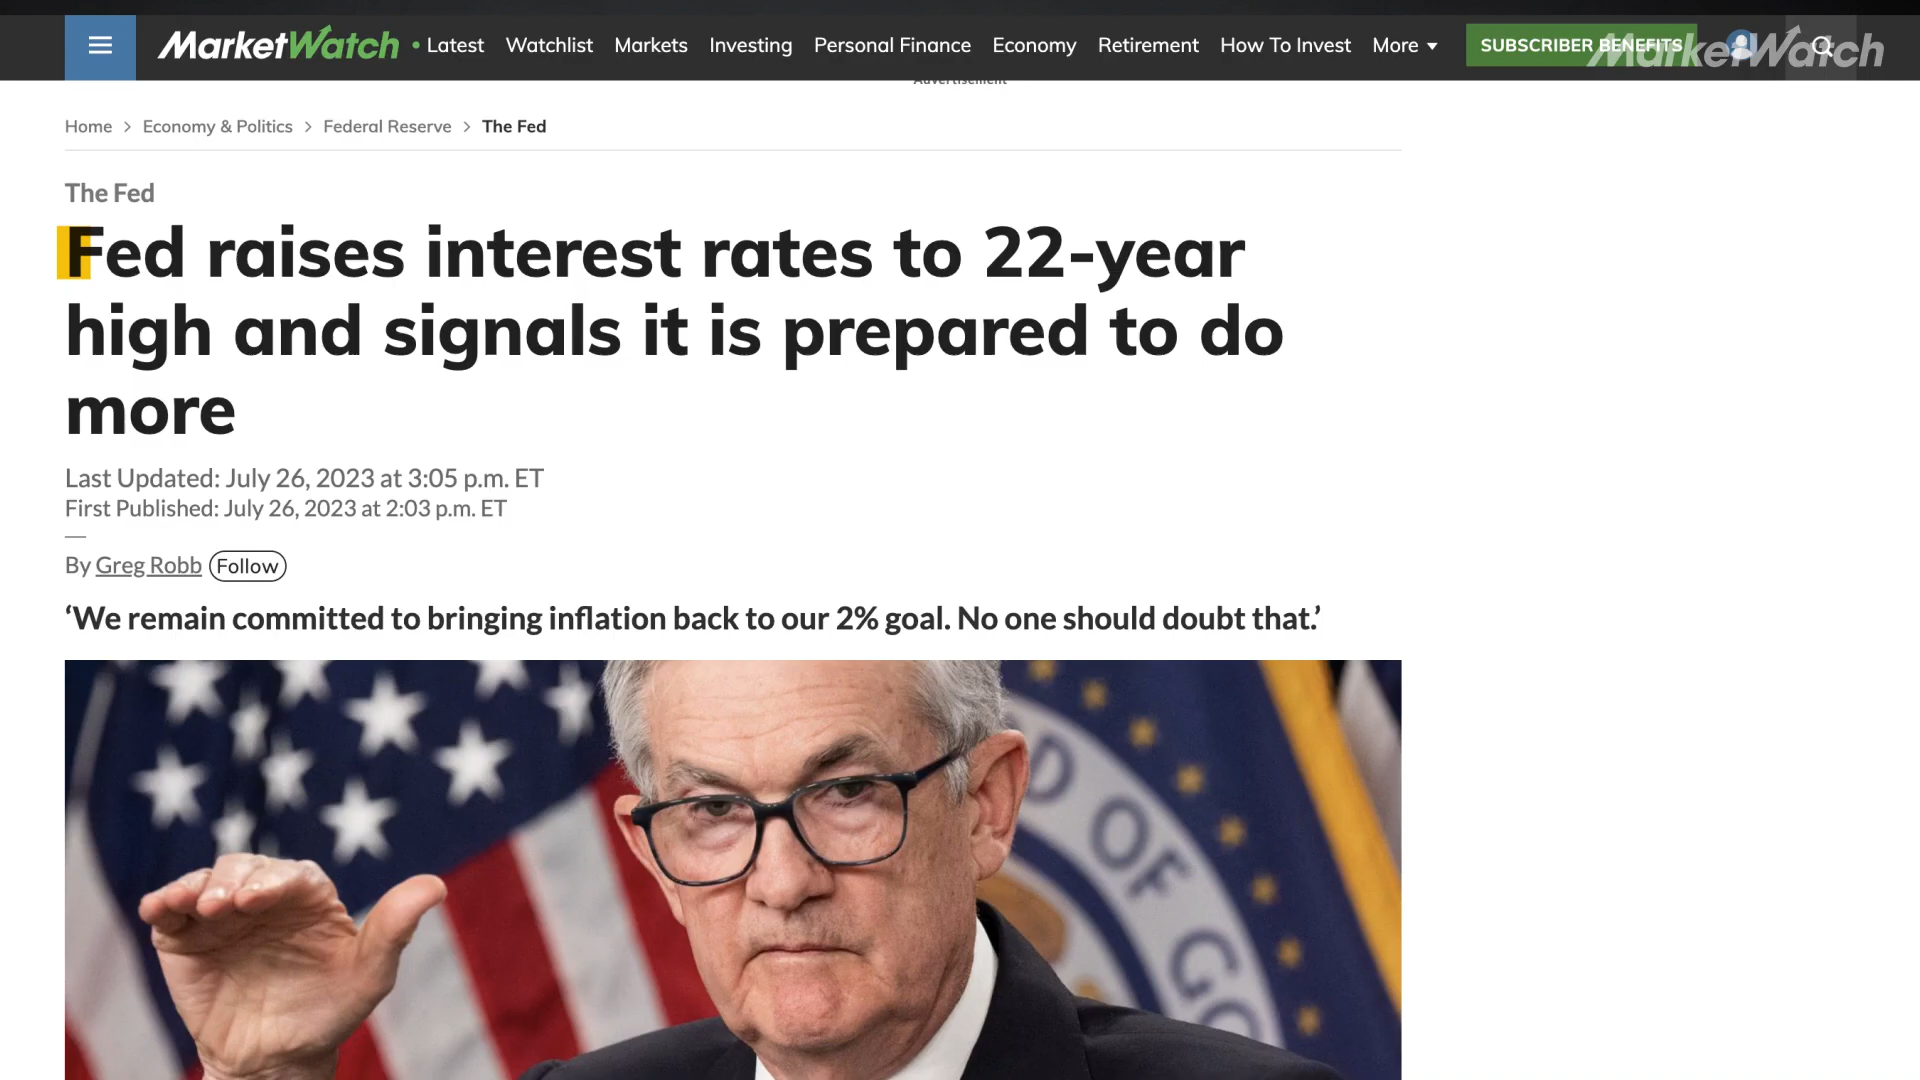 MarketWatch
Latest Watchlist Markets Investing Personal Finance Economy Retirement How To Invest More SUBSCRIBER BENEFITS
MarketWatch
Advertisement
Home > Economy & Politics > Federal Reserve > The Fed
The Fed
Fed raises interest rates to 22-year
high and signals it is prepared to do
more
Last Updated: July 26, 2023 at 3:05 p.m. ET
First Published: July 26, 2023 at 2:03 p.m. ET
By Greg Robb Follow
‘We remain committed to bringing inflation back to our 2% goal. No one should doubt that.’
D OF GO